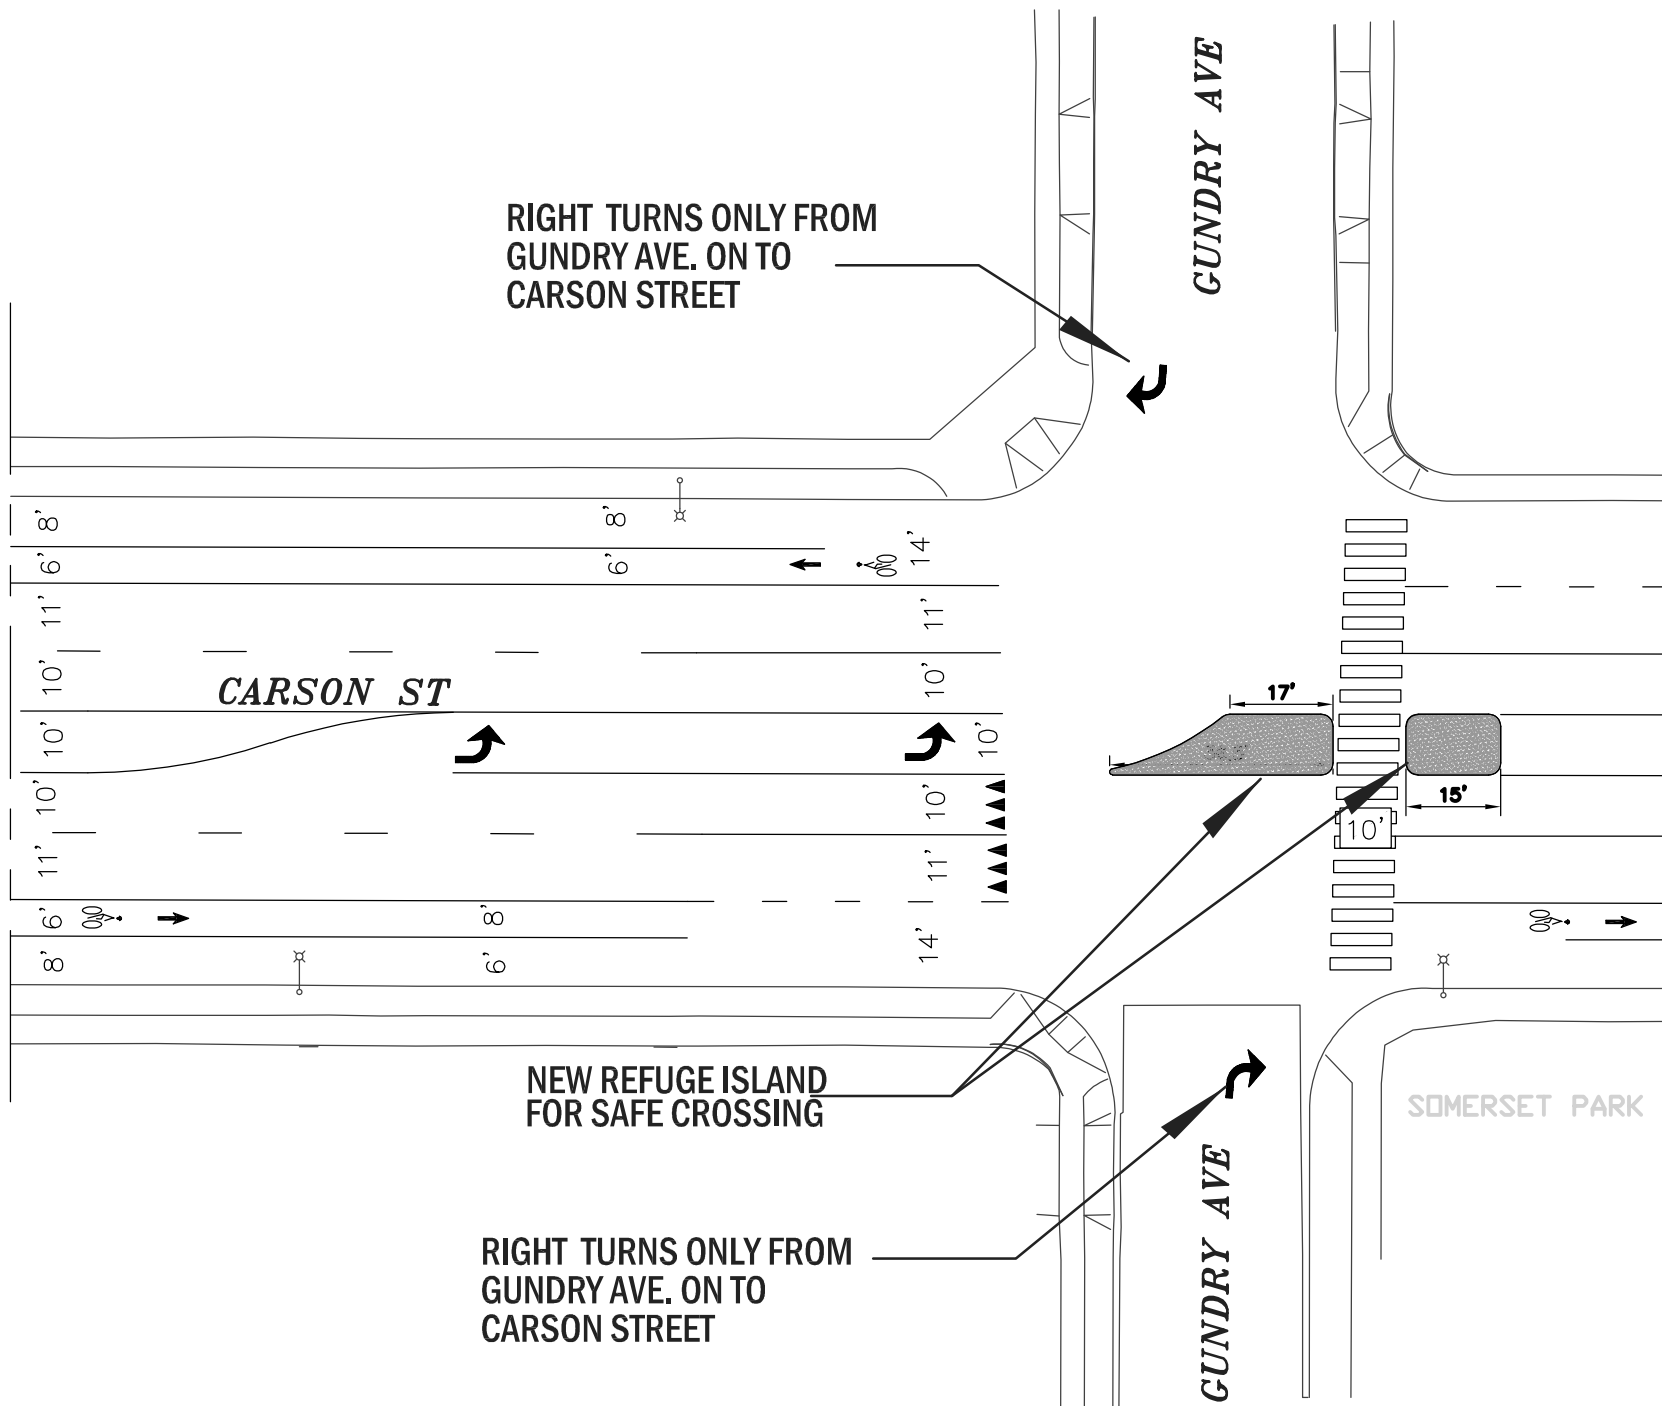 GUNDRY AVE
RIGHT TURNS ONLY FROM
GUNDRY AVE. ON TO
CARSON STREET
8'
8'
14'
6'
6'
11'
11'
10'
10'
CARSON ST
17'
10'
10'
10'
10'
15'
11'
11'
10'
6'
8'
8'
6'
14'
NEW REFUGE ISLAND
FOR SAFE CROSSING
SOMERSET PARK
GUNDRY AVE
RIGHT TURNS ONLY FROM
GUNDRY AVE. ON TO
CARSON STREET